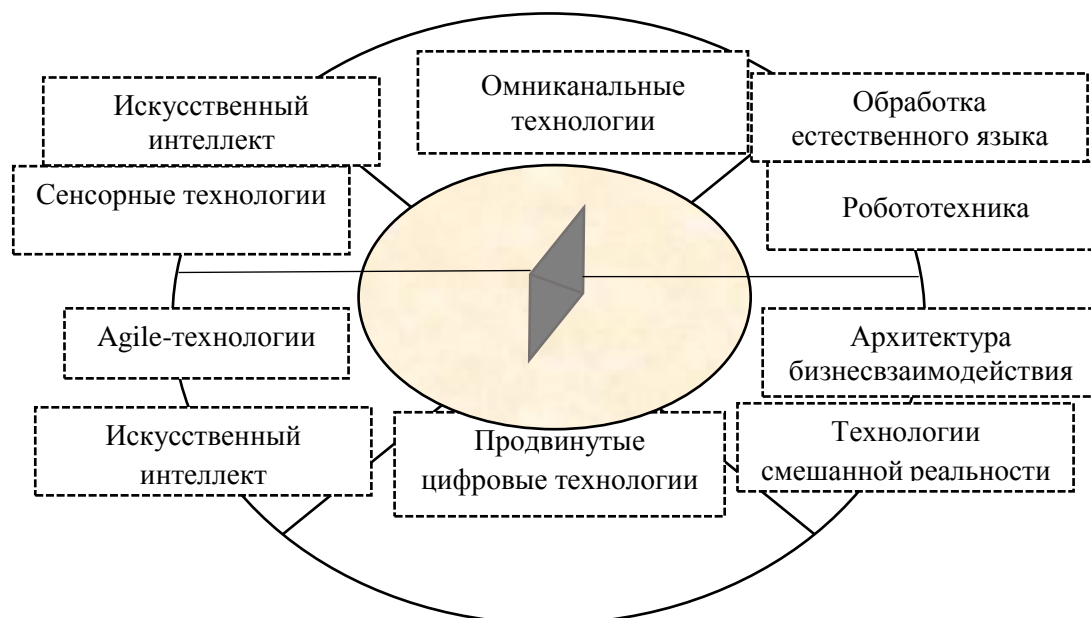 Искусственный
интеллект
Омниканальные
технологии
Обработка
естественного языка
Сенсорные технологии
Робототехника
Agile-технологии
Архитектура
бизнесвзаимодействия
Искусственный
интеллект
Продвинутые
цифровые технологии
Технологии
смешанной реальности